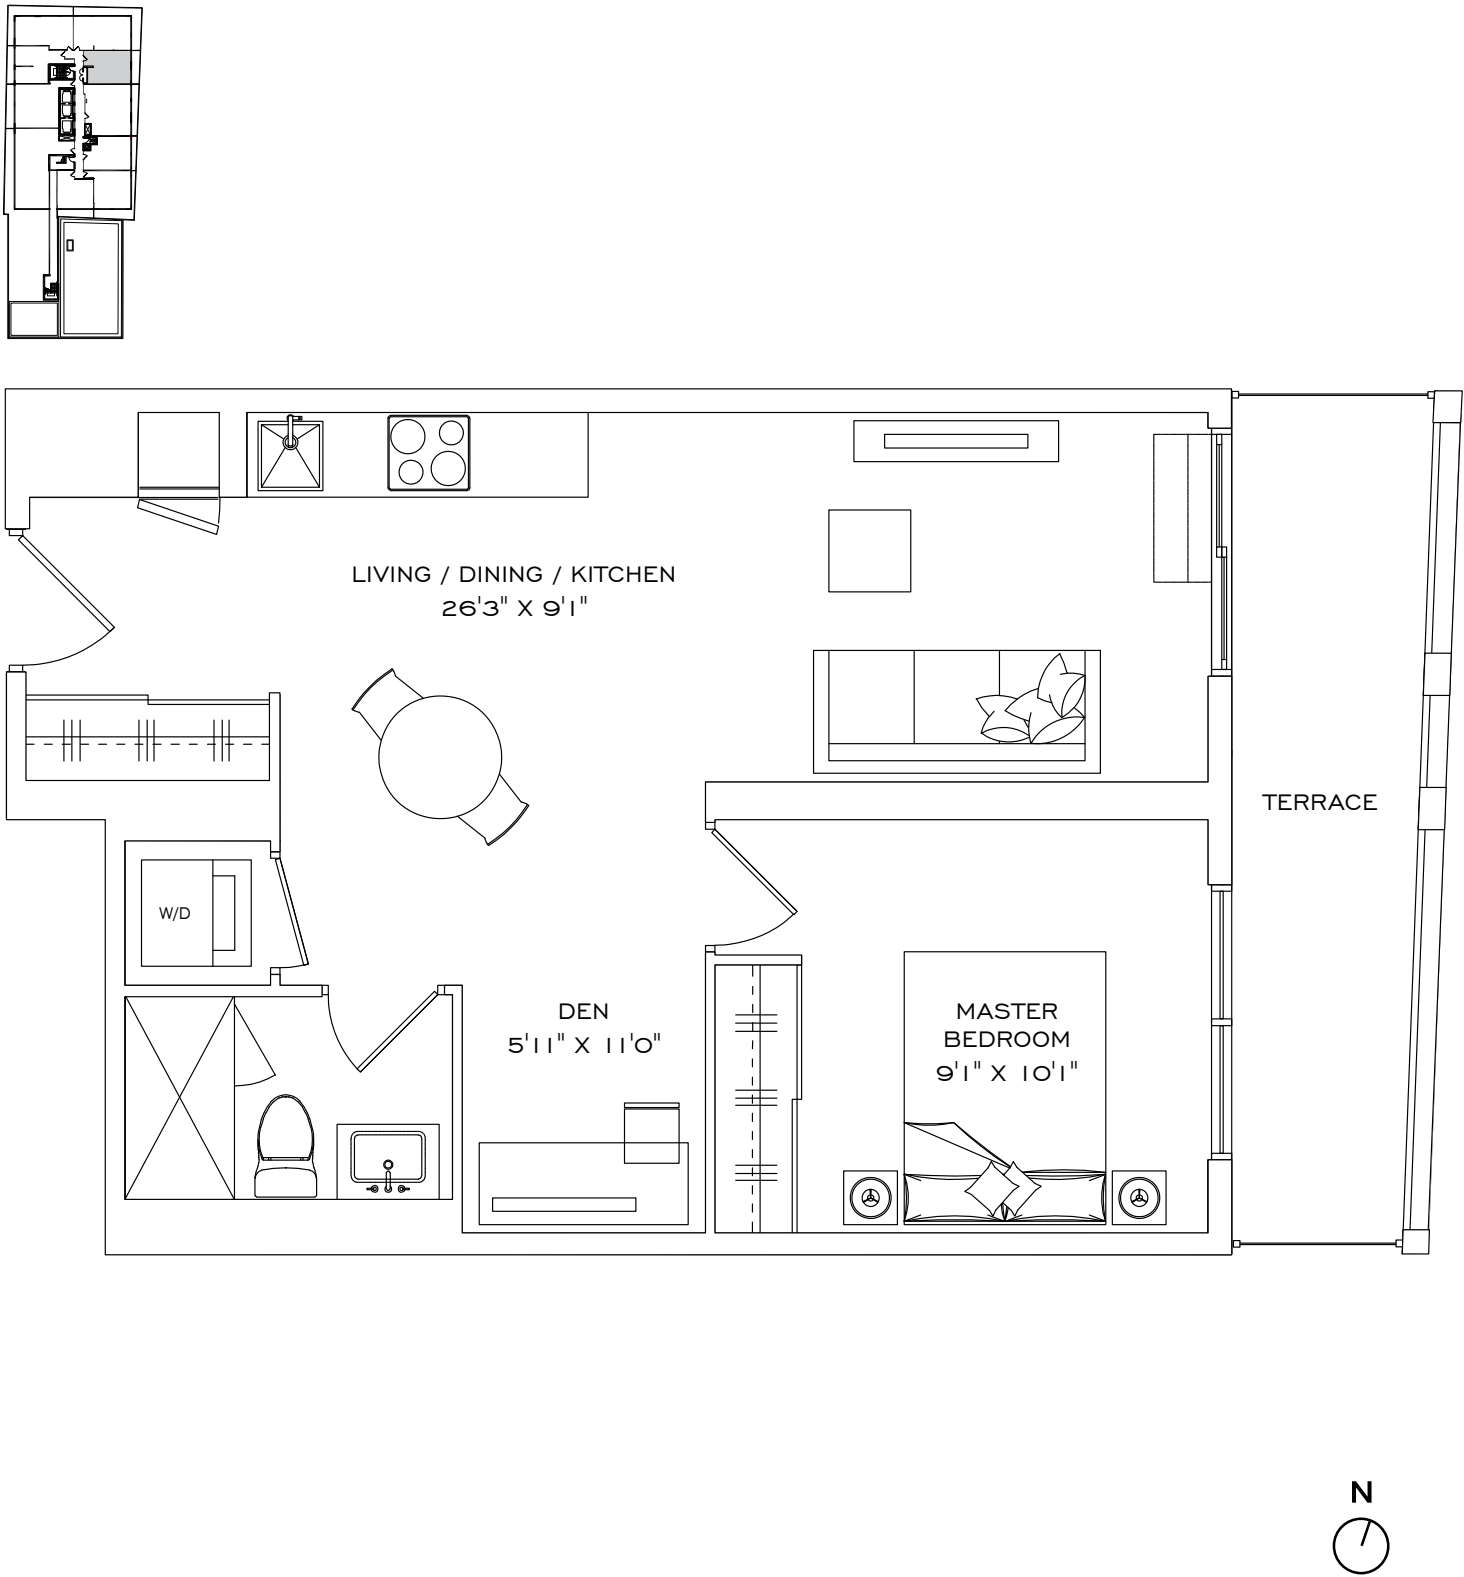 LIVING / DINING / KITCHEN
26'3" X 9'1"
TERRACE
W/D
DEN
5'11" X 11'0"
MASTER
BEDROOM
9'1" X 10'1"
N